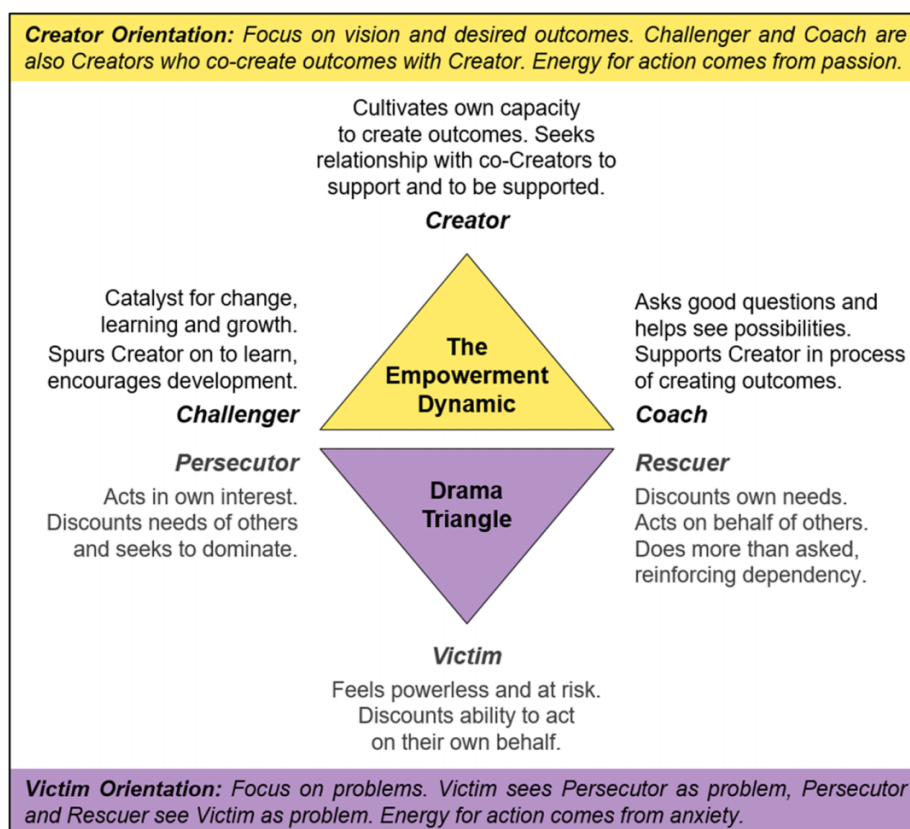 Creator Orientation: Focus on vision and desired outcomes. Challenger and Coach are
also Creators who co-create outcomes with Creator. Energy for action comes from passion.
Cultivates own capacity
to create outcomes. Seeks
relationship with co-Creators to
support and to be supported.
Creator
Catalyst for change,
learning and growth.
Spurs Creator on to learn,
encourages development.
Challenger
The
Empowerment
Dynamic
Asks good questions and
helps see possibilities.
Supports Creator in process
of creating outcomes.
Coach
Persecutor
Acts in own interest.
Discounts needs of others
and seeks to dominate.
Drama
Triangle
Rescuer
Discounts own needs.
Acts on behalf of others.
Does more than asked,
reinforcing dependency.
Victim
Feels powerless and at risk.
Discounts ability to act
on their own behalf.
Victim Orientation: Focus on problems. Victim sees Persecutor as problem, Persecutor
and Rescuer see Victim as problem. Energy for action comes from anxiety.